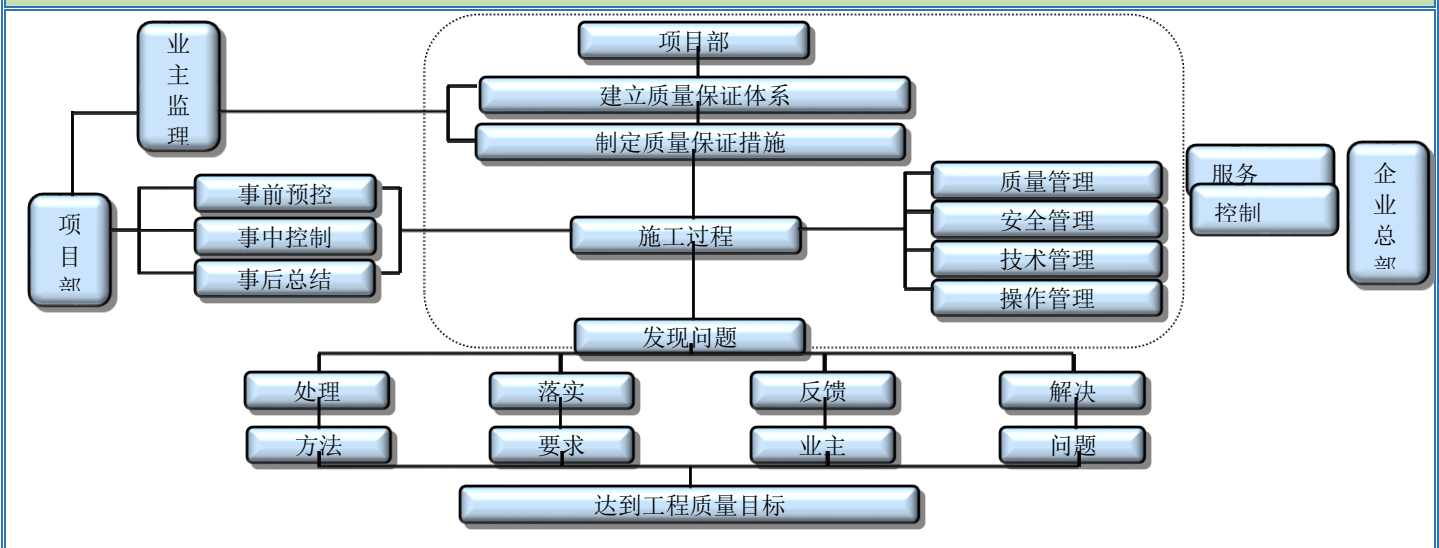 业主监理
项目部
建立质量保证体系
制定质量保证措施
项目部
事前预控
事中控制
事后总结
施工过程
质量管理
安全管理
技术管理
操作管理
服务
控制
企业总部
发现问题
处理
落实
反馈
解决
方法
要求
业主
问题
达到工程质量目标